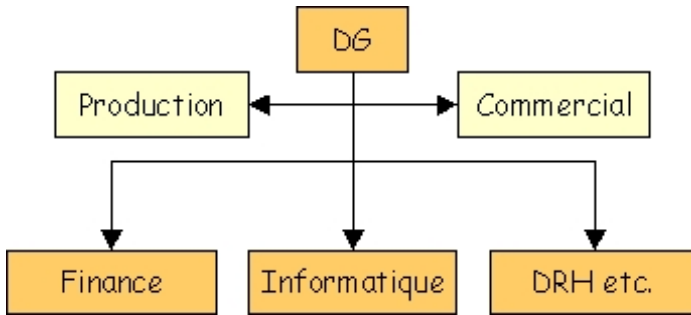 DG
Production
Commercial
Finance
Informatique
DRH etc.